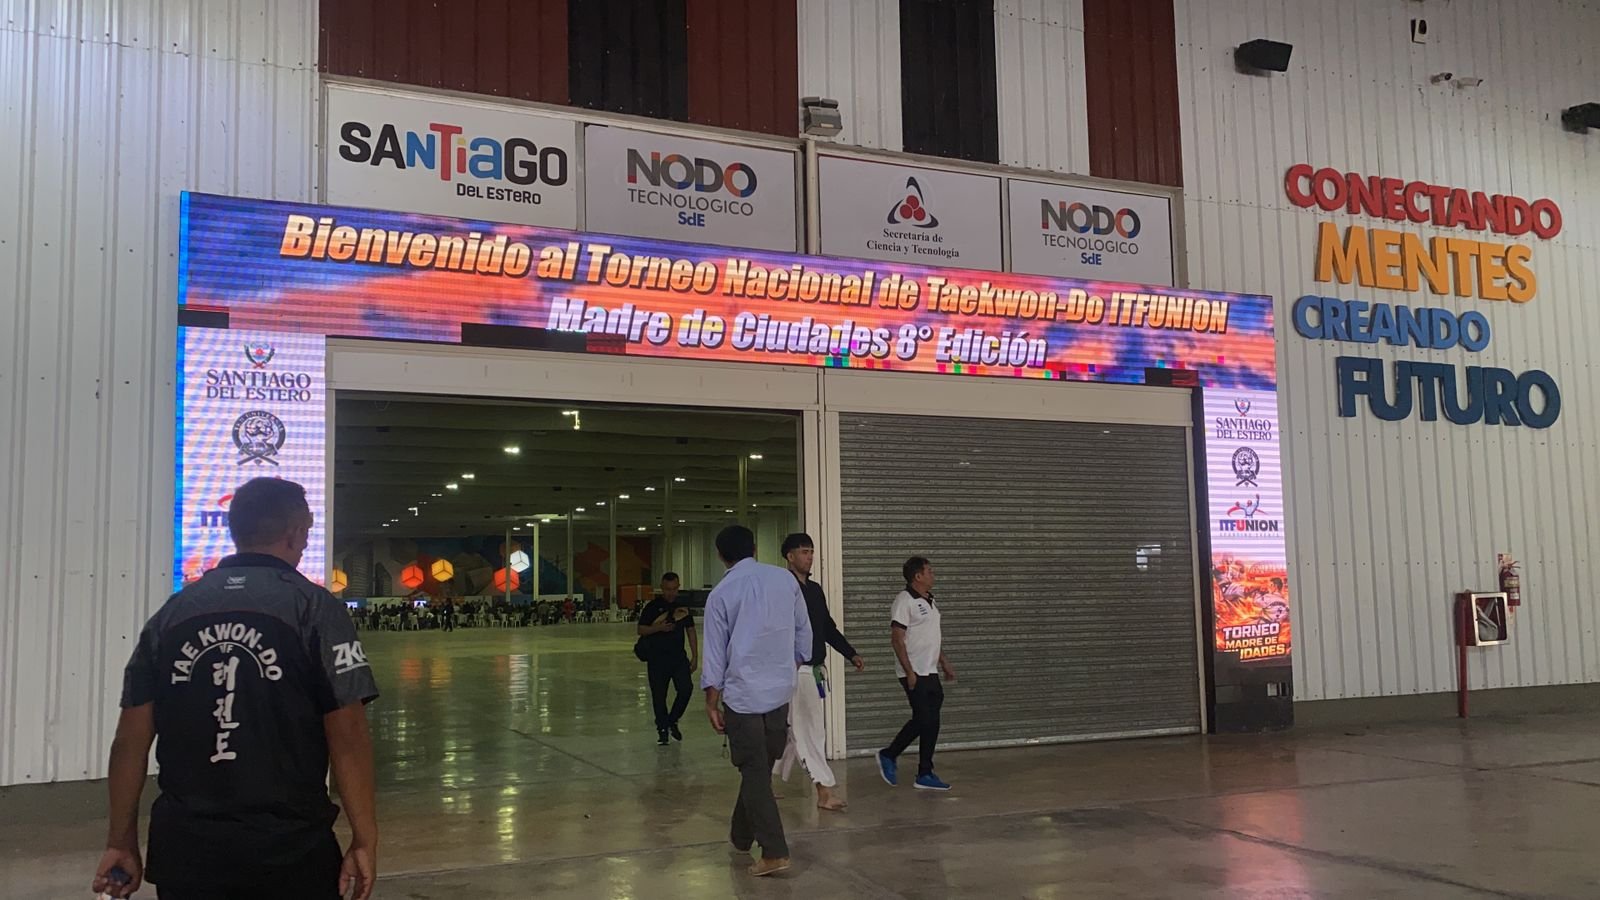 SANTiAGO
DEL ESTERO
NODO
TECNOLOGICO
SdE
Secretaría de
Ciencia y Tecnología
NODO
TECNOLOGICO
SdE
Bienvenido al Torneo Nacional de Taekwon-Do ITFUNION
Madre de Ciudades 8° Edición
CONECTANDO
MENTES
CREANDO
FUTURO
SANTIAGO
DEL ESTERO
SANTIAGO
DEL ESTERO
ITFUNION
TORNEO
MADRE DE
TAE KWON-DO
ITF
태권도